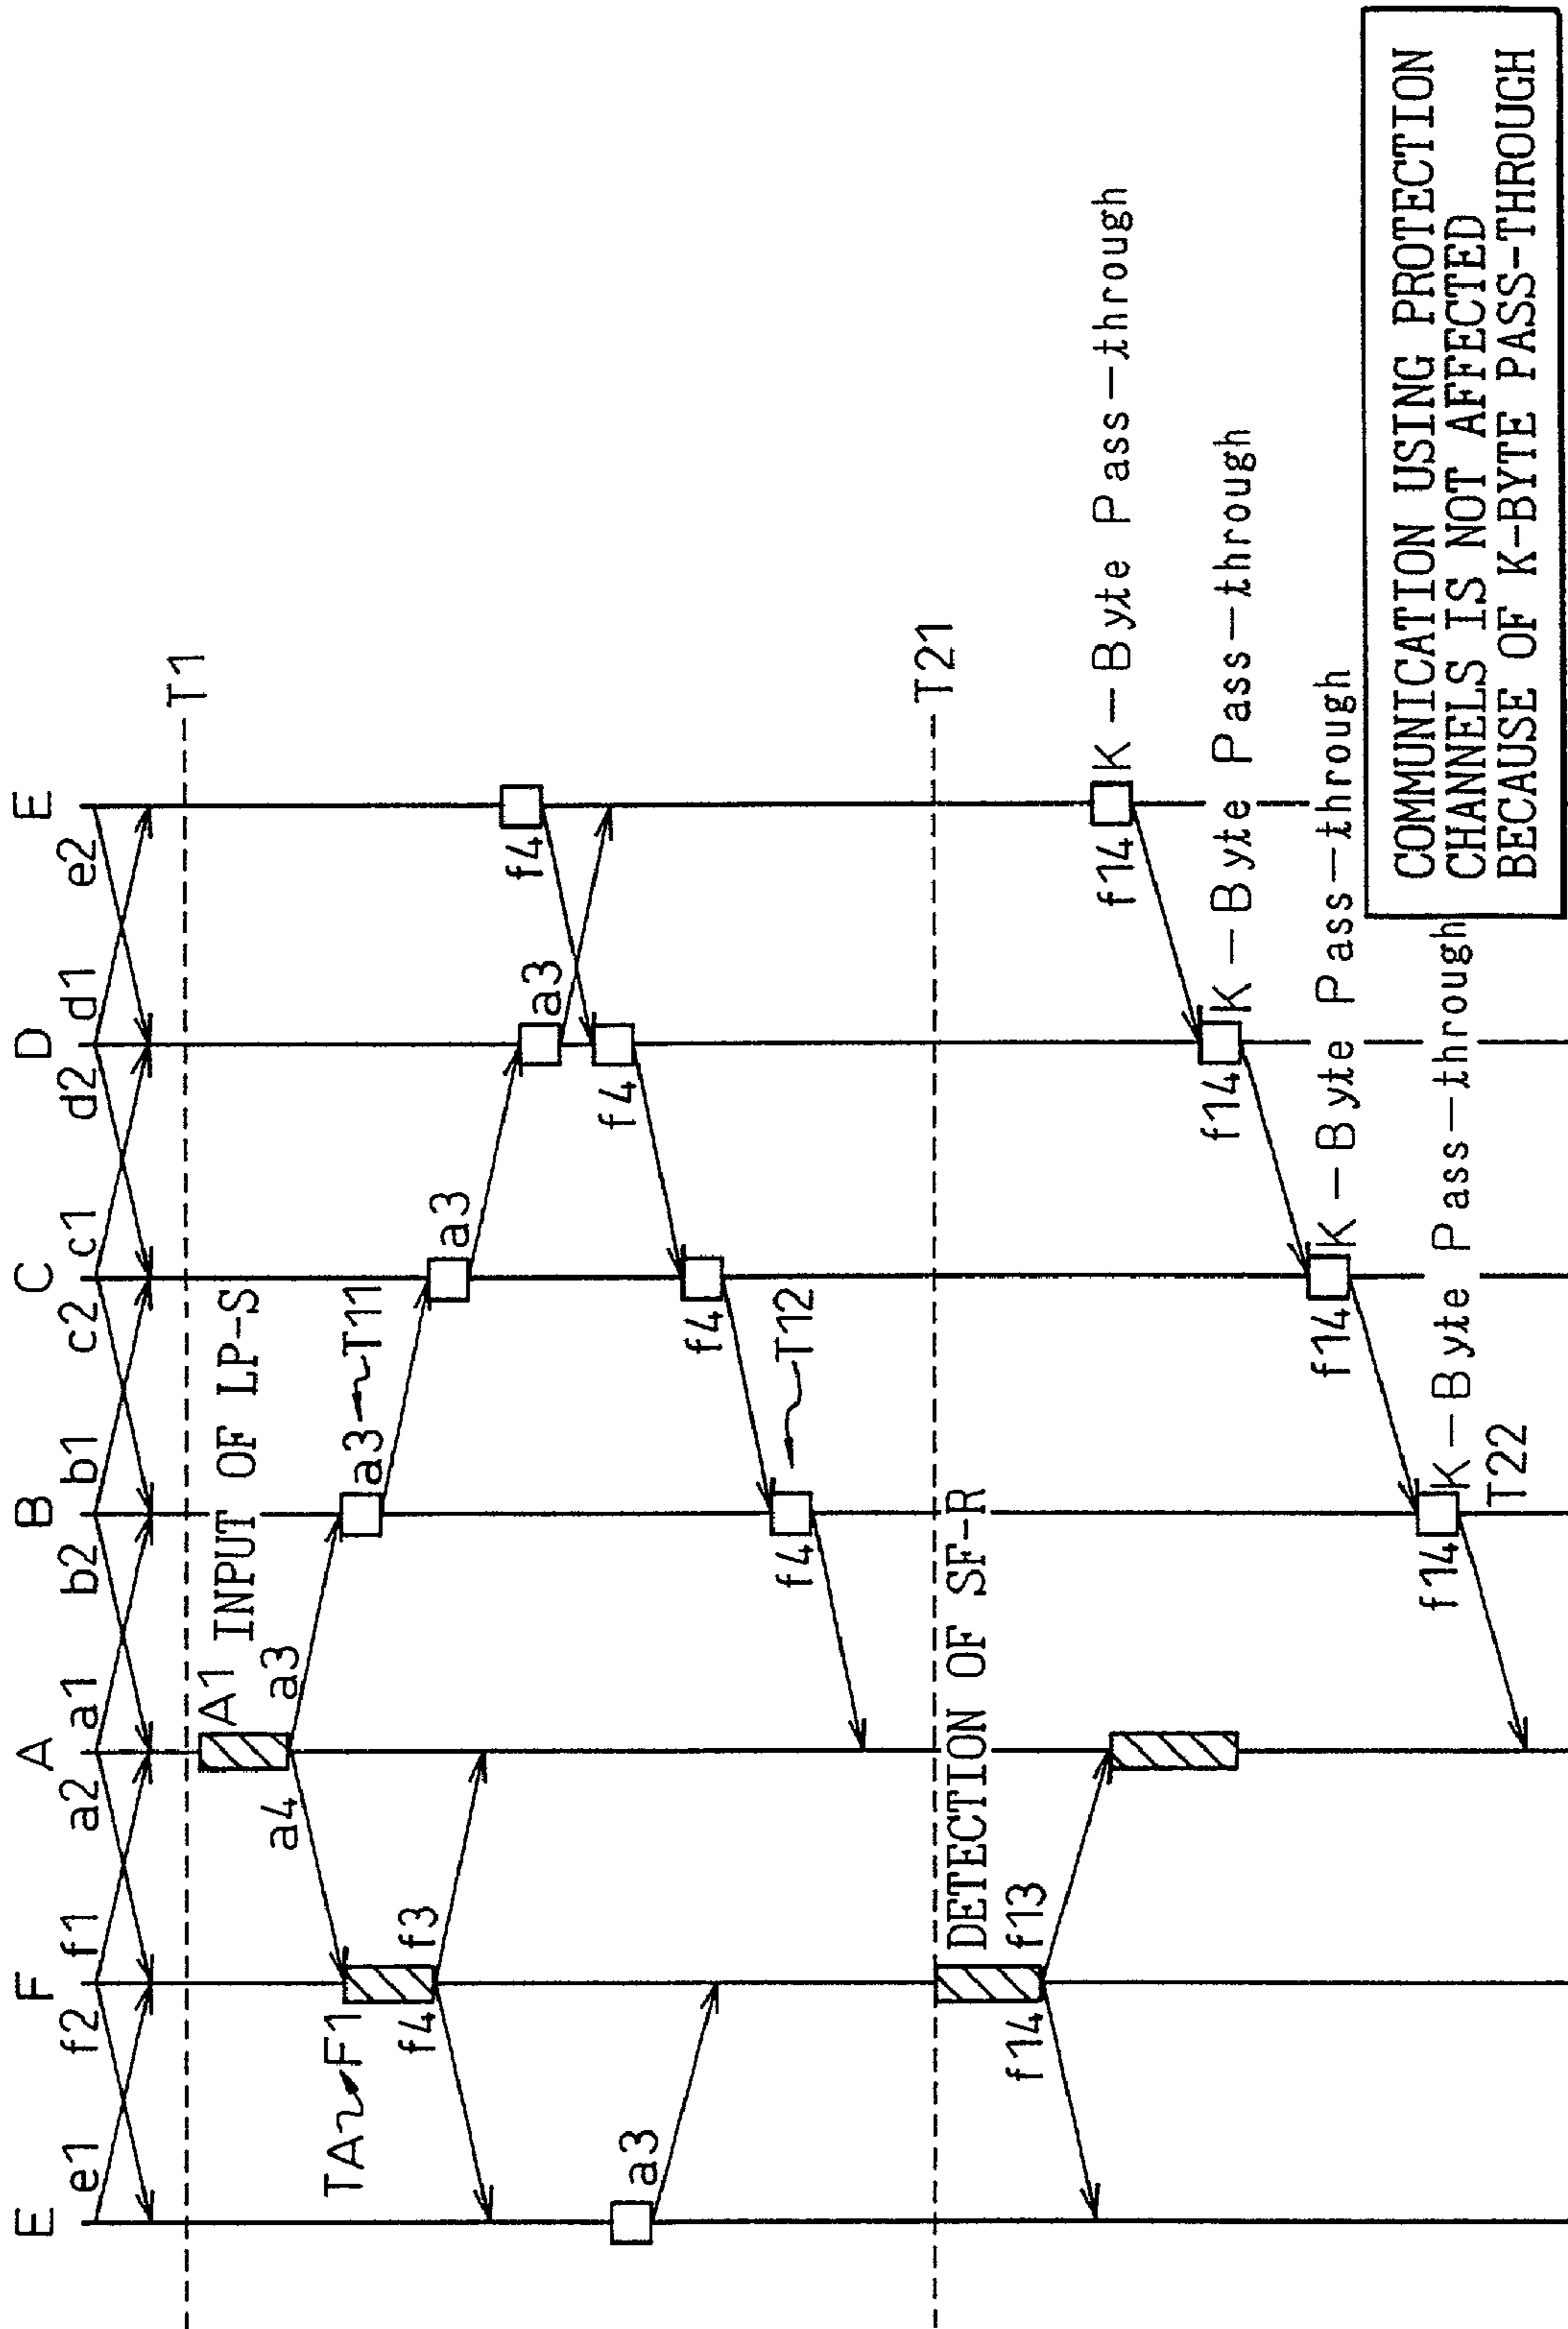 E e1 f2 F f1 a2 A a1 b2 B b1 c2 C c1 d2 D d1 e2 E
T1
A1 INPUT OF LP-S
a4 a3
TA F1
a3 T11
f4 f3
a3
f4
a3
f4
a3
f4
f4 T12
T21
DETECTION OF SF-R
f14 f13
f14 K-Byte Pass-through
f14 K-Byte Pass-through
f14 K-Byte Pass-through
f14 K-Byte Pass-through
T22
COMMUNICATION USING PROTECTION
CHANNELS IS NOT AFFECTED
BECAUSE OF K-BYTE PASS-THROUGH